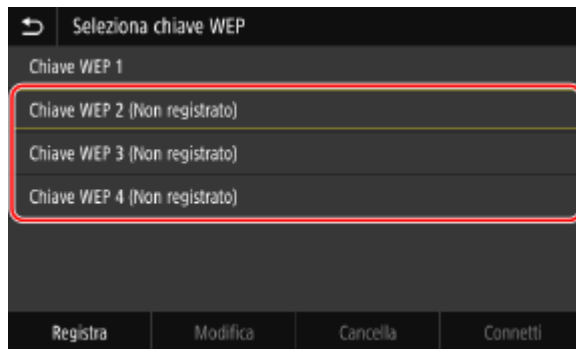 Seleziona chiave WEP
Chiave WEP 1
Chiave WEP 2 (Non registrato)
Chiave WEP 3 (Non registrato)
Chiave WEP 4 (Non registrato)
Registra Modifica Cancella Connetti